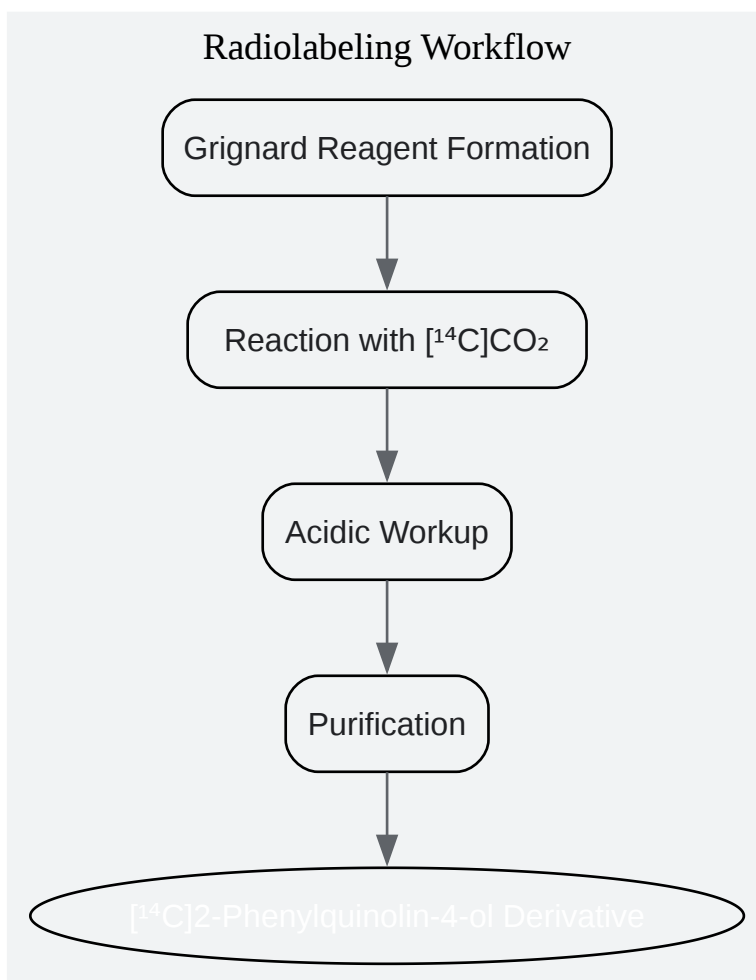 Radiolabeling Workflow
Grignard Reagent Formation
Reaction with [¹⁴C]CO₂
Acidic Workup
Purification
[¹⁴C]2-Phenylquinolin-4-ol Derivative